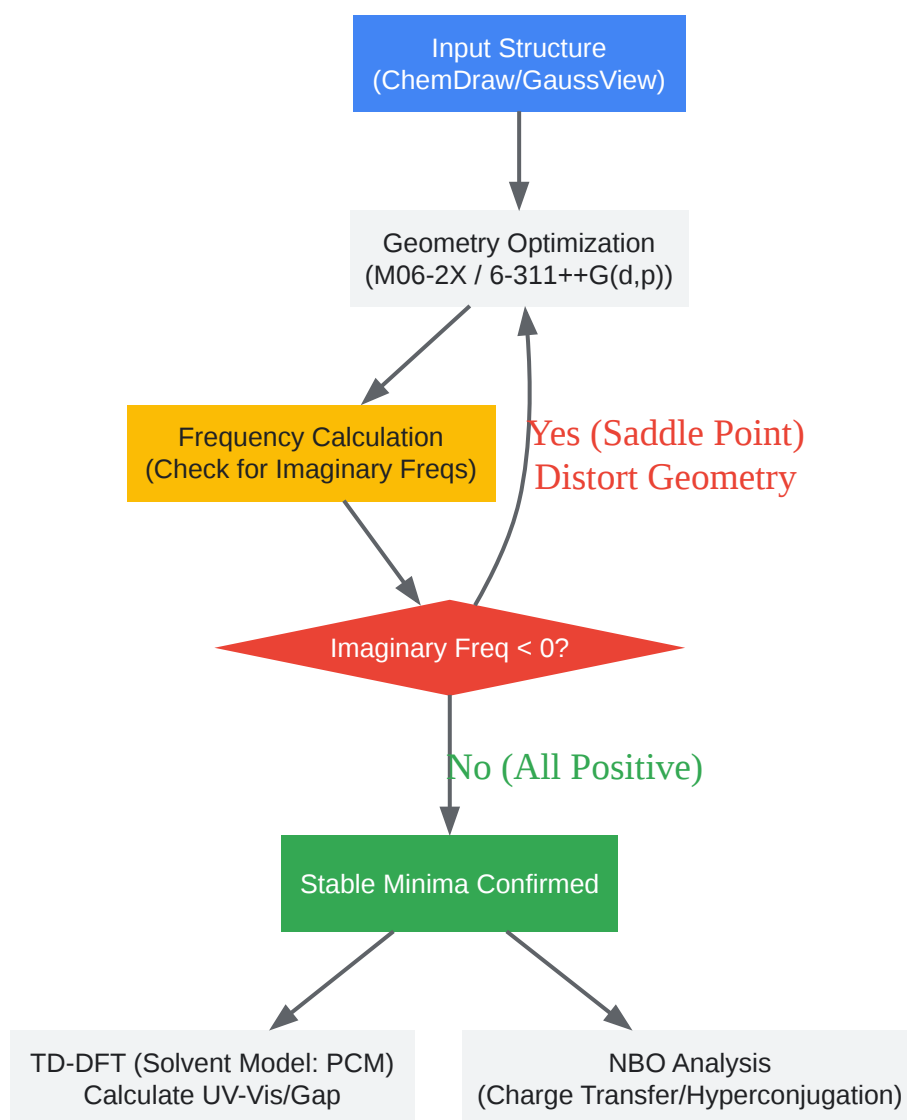 Input Structure
(ChemDraw/GaussView)
Geometry Optimization
(M06-2X / 6-311++G(d,p))
Frequency Calculation
(Check for Imaginary Freqs)
Yes (Saddle Point)
Distort Geometry
Imaginary Freq < 0?
No (All Positive)
Stable Minima Confirmed
TD-DFT (Solvent Model: PCM)
Calculate UV-Vis/Gap
NBO Analysis
(Charge Transfer/Hyperconjugation)